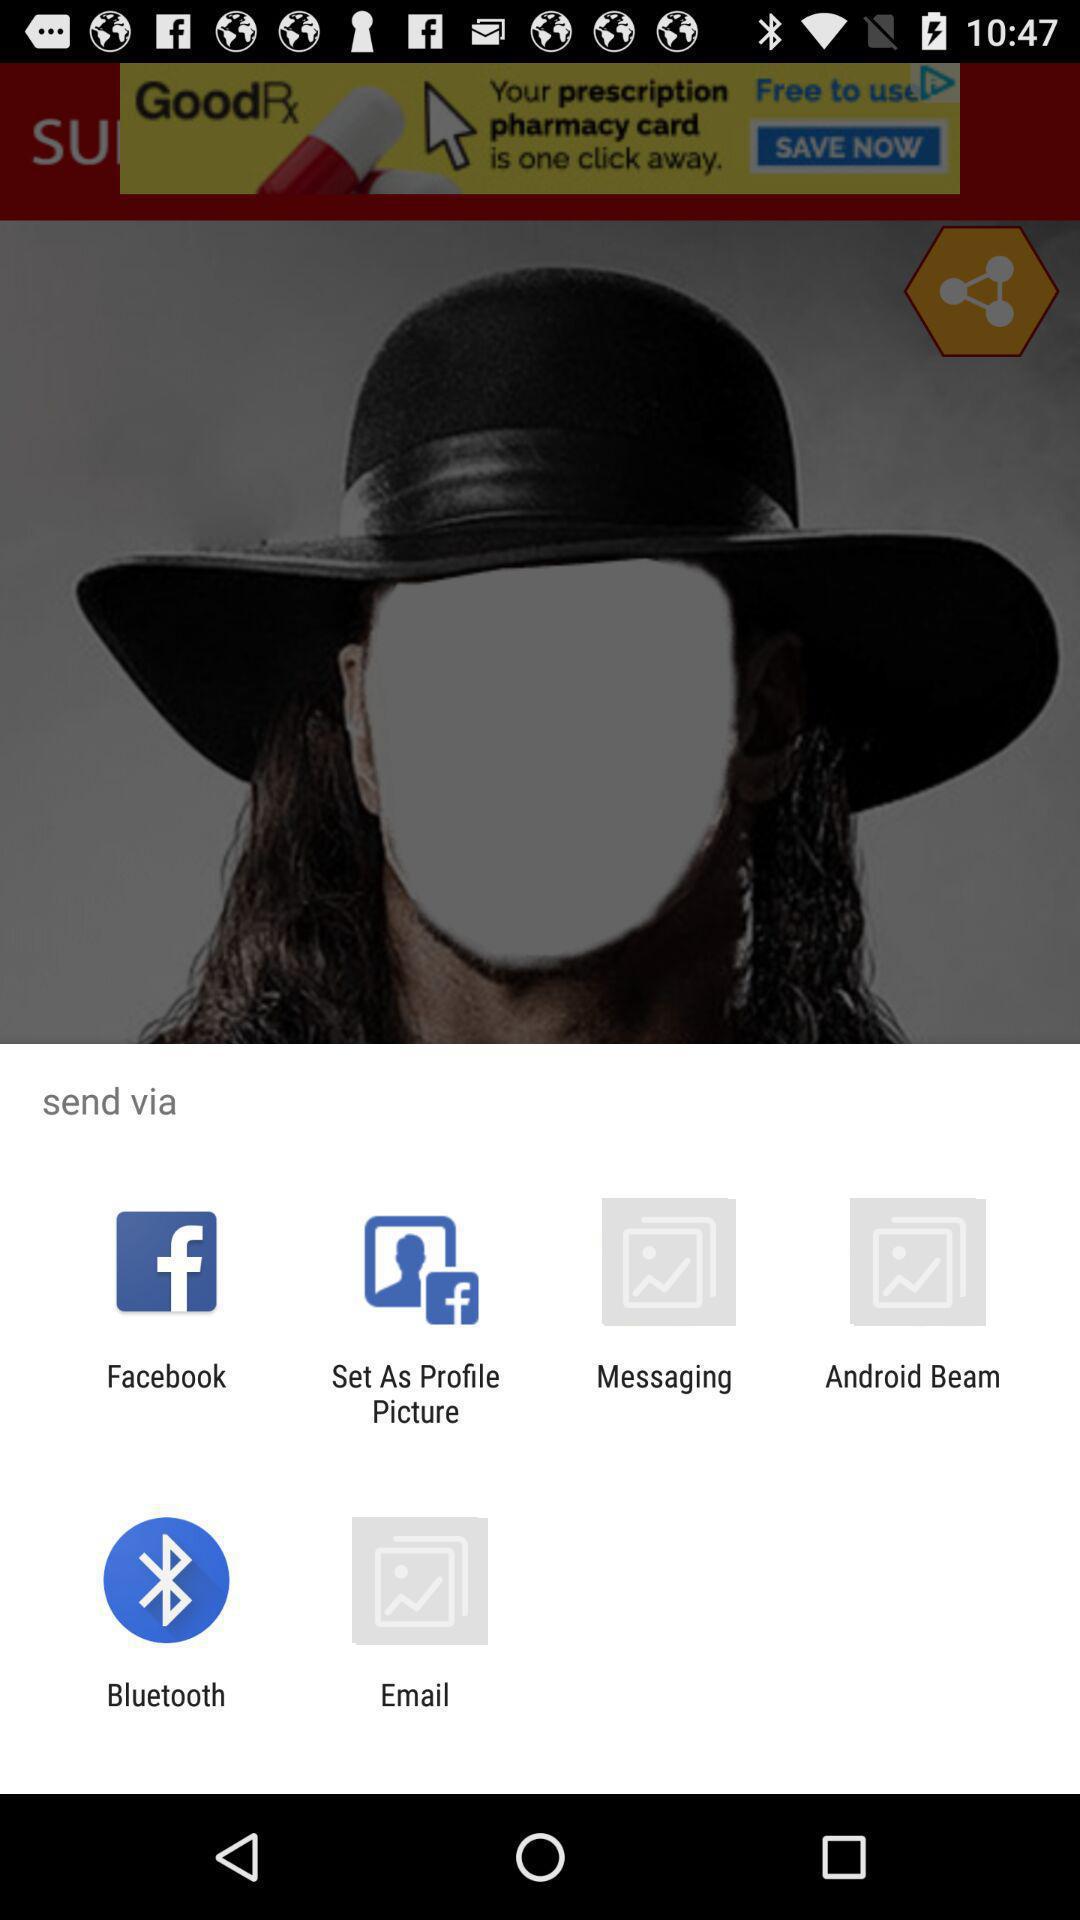 10:47
GoodRx
Your prescription
pharmacy card
is one click away.
Free to use
SAVE NOW
SU
send via
Facebook
Set As Profile
Picture
Messaging
Android Beam
Bluetooth
Email